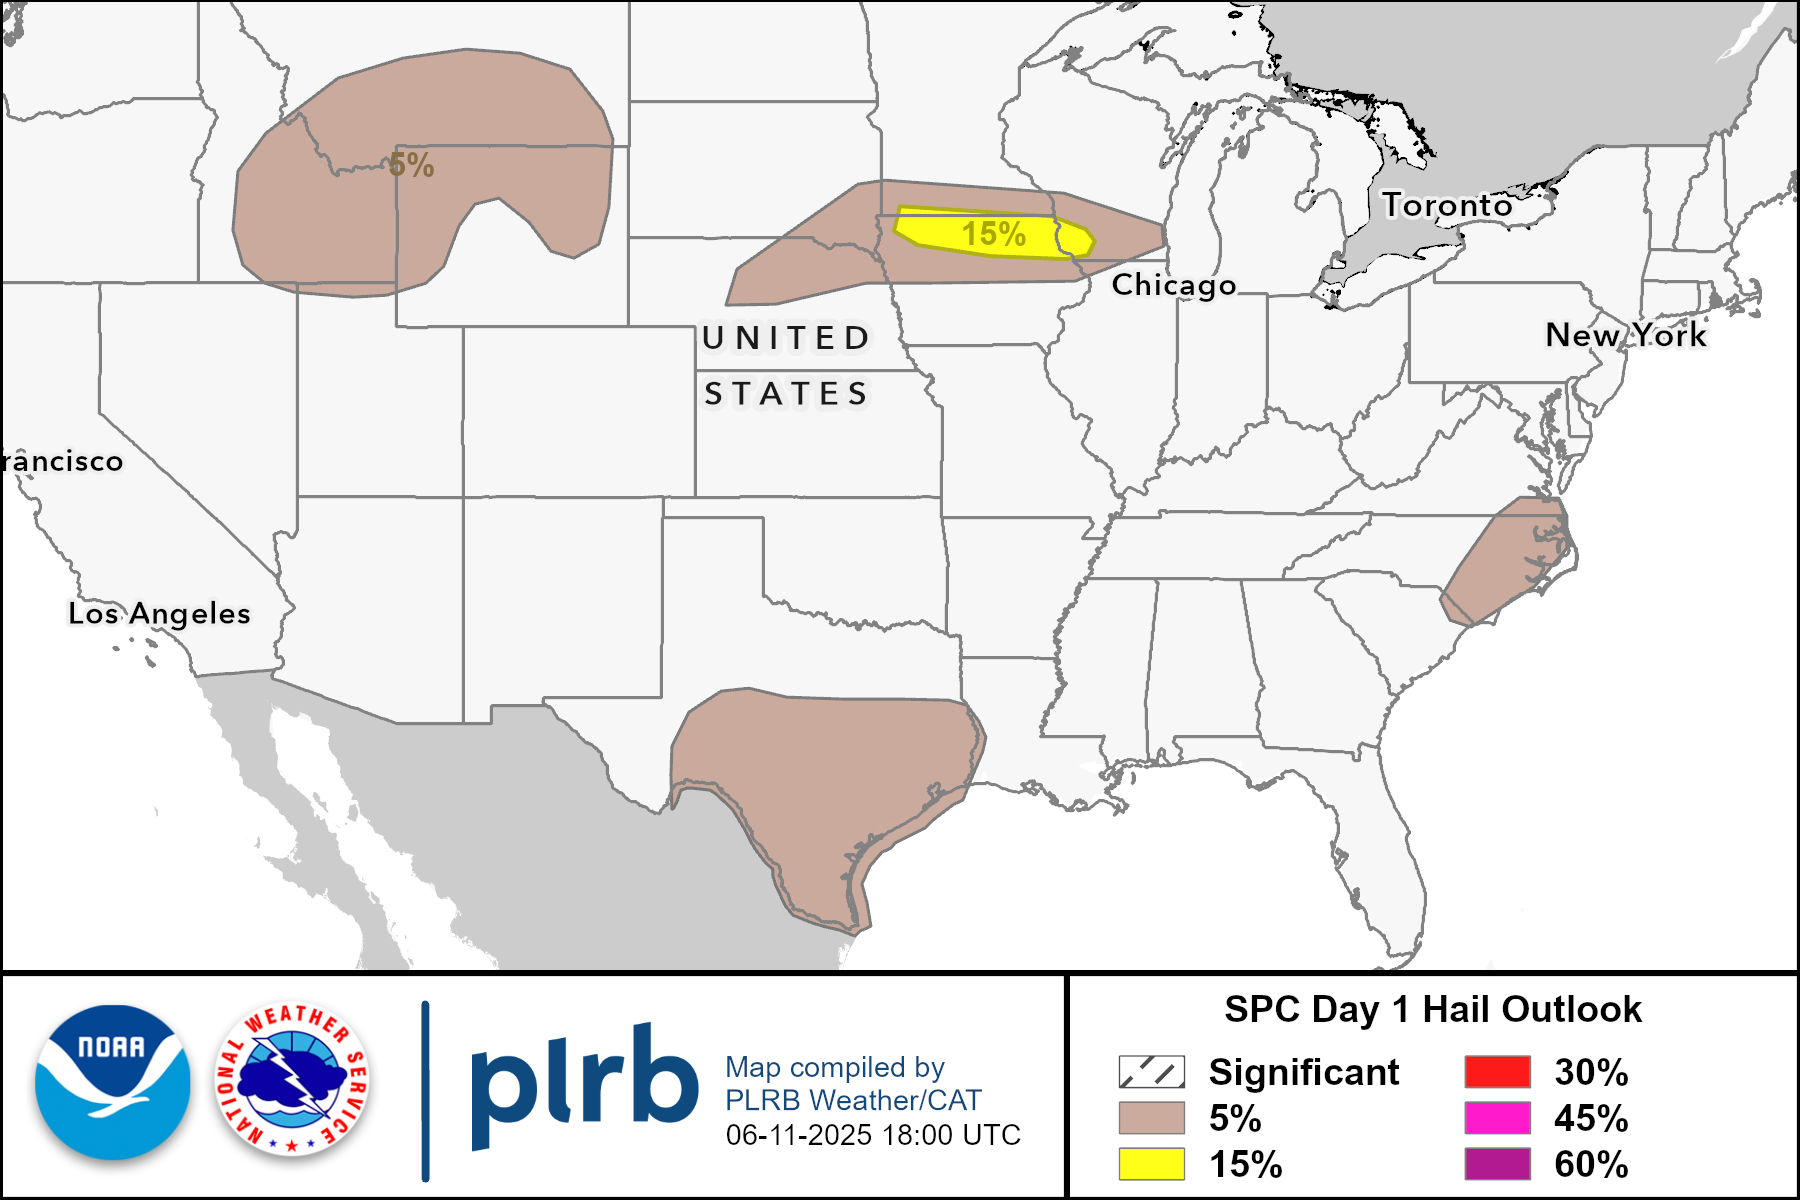 5%
15%
Toronto
Chicago
UNITED
STATES
New York
rancisco
Los Angeles
NOAA
NATIONAL WEATHER SERVICE
plrb
Map compiled by
PLRB Weather/CAT
06-11-2025 18:00 UTC
SPC Day 1 Hail Outlook
Significant
5%
15%
30%
45%
60%